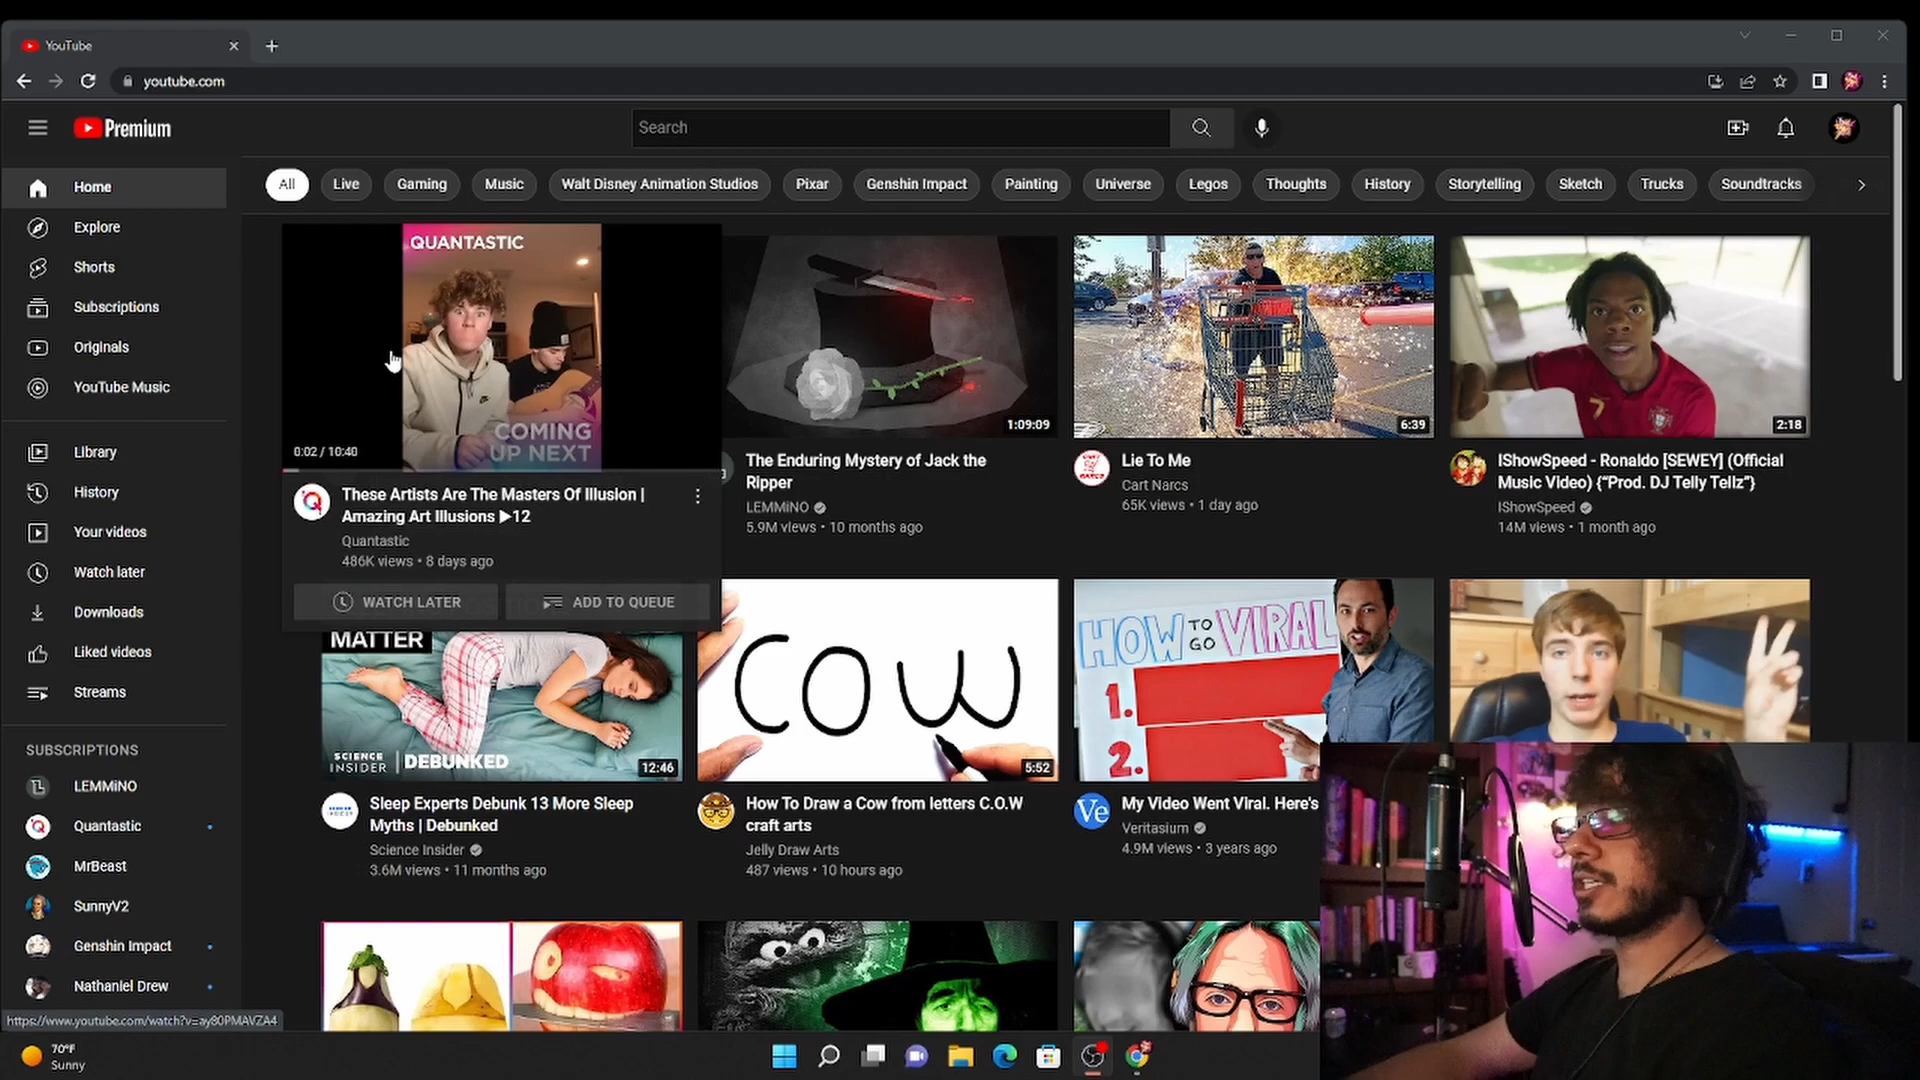 YouTube
youtube.com
Premium
Search
Home
Explore
Shorts
Subscriptions
Originals
YouTube Music
Library
History
Your videos
Watch later
Downloads
Liked videos
Streams
SUBSCRIPTIONS
LEMMiNO
Quantastic
MrBeast
SunnyV2
Genshin Impact
Nathaniel Drew
All
Live
Gaming
Music
Walt Disney Animation Studios
Pixar
Genshin Impact
Painting
Universe
Legos
Thoughts
History
Storytelling
Sketch
Trucks
Soundtracks
QUANTASTIC
COMING
UP NEXT
0:02 / 10:40
These Artists Are The Masters Of Illusion |
Amazing Art Illusions ▶12
Quantastic
486K views • 8 days ago
WATCH LATER
ADD TO QUEUE
1:09:09
The Enduring Mystery of Jack the
Ripper
LEMMiNO
5.9M views • 10 months ago
6:39
Lie To Me
Cart Narcs
65K views • 1 day ago
7
2:18
IShowSpeed - Ronaldo [SEWEY] (Official
Music Video) {“Prod. DJ Telly Tellz”}
IShowSpeed
14M views • 1 month ago
MATTER
SCIENCE
INSIDER
DEBUNKED
12:46
Sleep Experts Debunk 13 More Sleep
Myths | Debunked
Science Insider
3.6M views • 11 months ago
COW
5:52
How To Draw a Cow from letters C.O.W
craft arts
Jelly Draw Arts
487 views • 10 hours ago
HOW TO GO VIRAL
1.
2.
Ve
My Video Went Viral. Here's
Veritasium
4.9M views • 3 years ago
https://www.youtube.com/watch?v=ay80PMAVZA4
70°F
Sunny